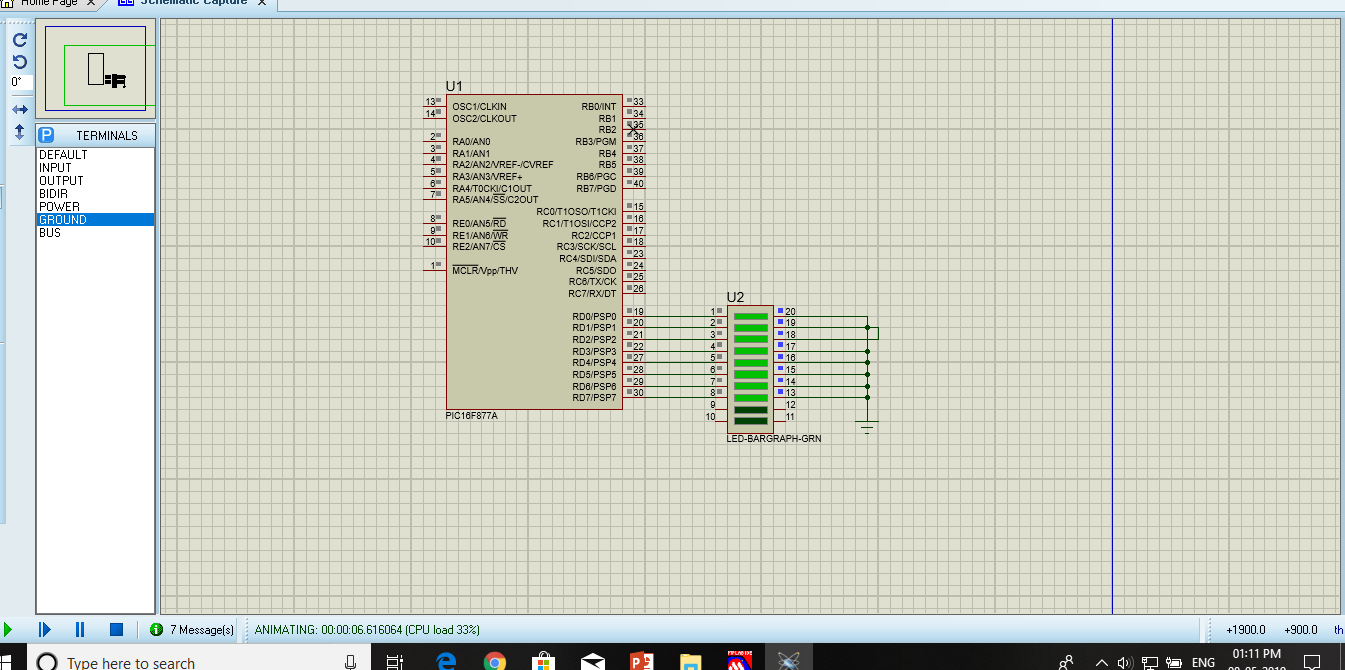 Home Page
Schematic Capture
0°
TERMINALS
DEFAULT
INPUT
OUTPUT
BIDIR
POWER
GROUND
BUS
U1
13 OSC1/CLKIN
14 OSC2/CLKOUT
2 RA0/AN0
3 RA1/AN1
4 RA2/AN2/VREF-/CVREF
5 RA3/AN3/VREF+
6 RA4/T0CKI/C1OUT
7 RA5/AN4/SS/C2OUT
8 RE0/AN5/RD
9 RE1/AN6/WR
10 RE2/AN7/CS
1 MCLR/Vpp/THV
RB0/INT 33
RB1 34
RB2 35
RB3/PGM 36
RB4 37
RB5 38
RB6/PGC 39
RB7/PGD 40
RC0/T1OSO/T1CKI 15
RC1/T1OSI/CCP2 16
RC2/CCP1 17
RC3/SCK/SCL 18
RC4/SDI/SDA 23
RC5/SDO 24
RC6/TX/CK 25
RC7/RX/DT 26
RD0/PSP0 19
RD1/PSP1 20
RD2/PSP2 21
RD3/PSP3 22
RD4/PSP4 27
RD5/PSP5 28
RD6/PSP6 29
RD7/PSP7 30
PIC16F877A
U2
1 20
2 19
3 18
4 17
5 16
6 15
7 14
8 13
9 12
10 11
LED-BARGRAPH-GRN
7 Message(s)
ANIMATING: 00:00:06.616064 (CPU load 33%)
+1900.0 +900.0 th
Type here to search
ENG
01:11 PM